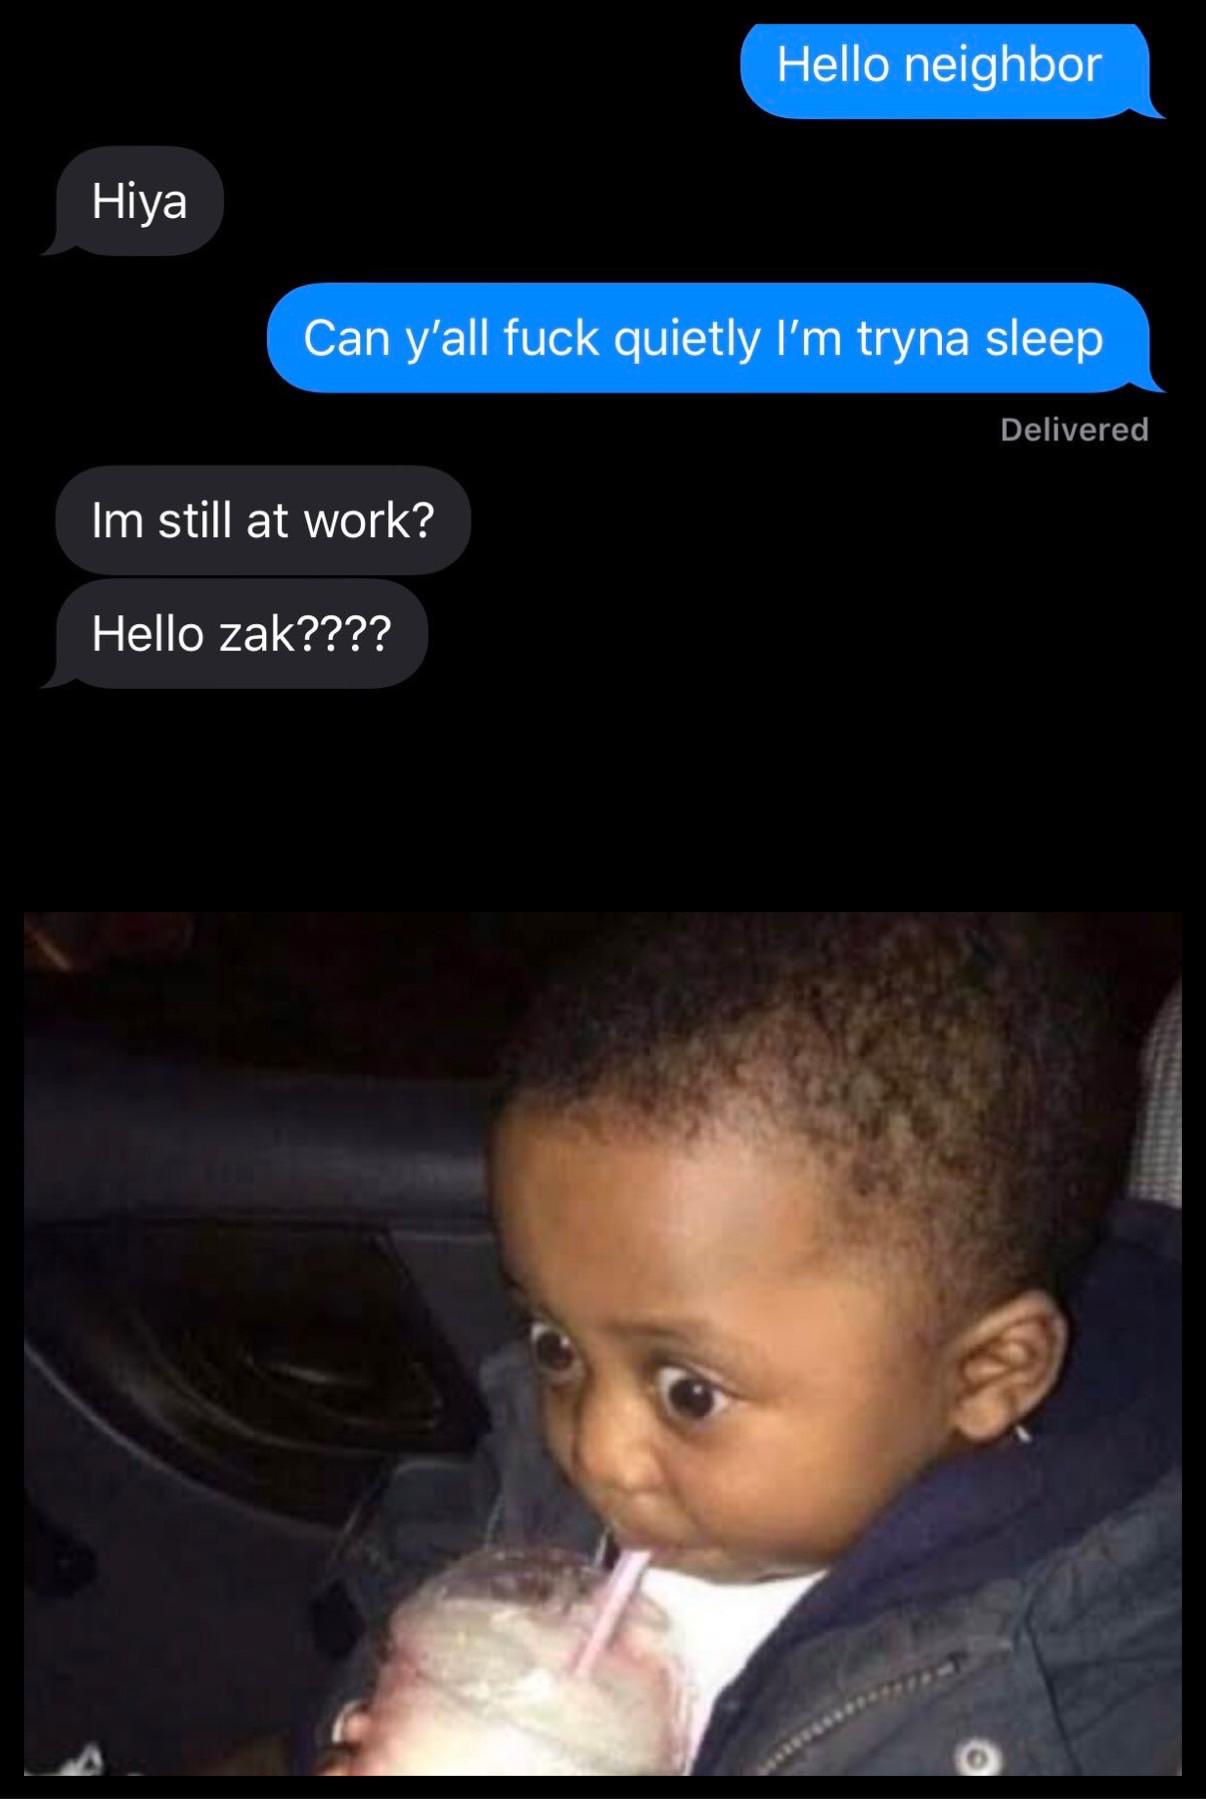 Hello neighbor
Hiya
Can y’all fuck quietly I’m tryna sleep
Delivered
Im still at work?
Hello zak????